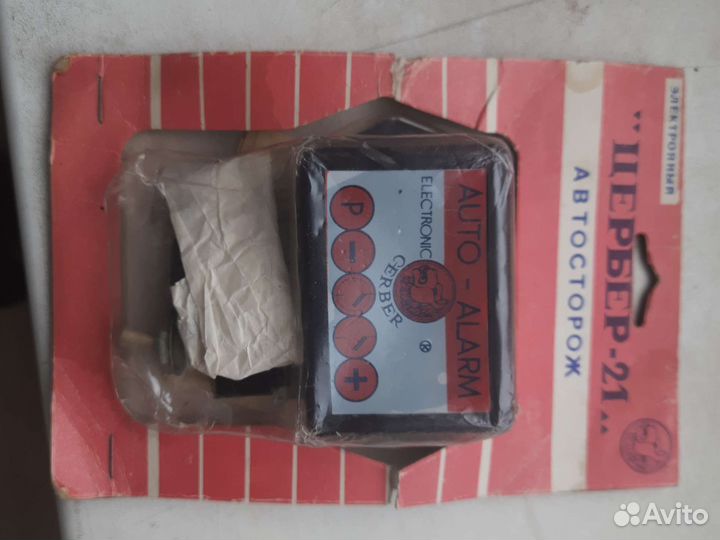 ЭЛЕКТРОННЫЙ
"ЦЕРБЕР-21"
АВТОСТОРОЖ
AUTO - ALARM
ELECTRONIC
CERBER ®
P - +
Avito